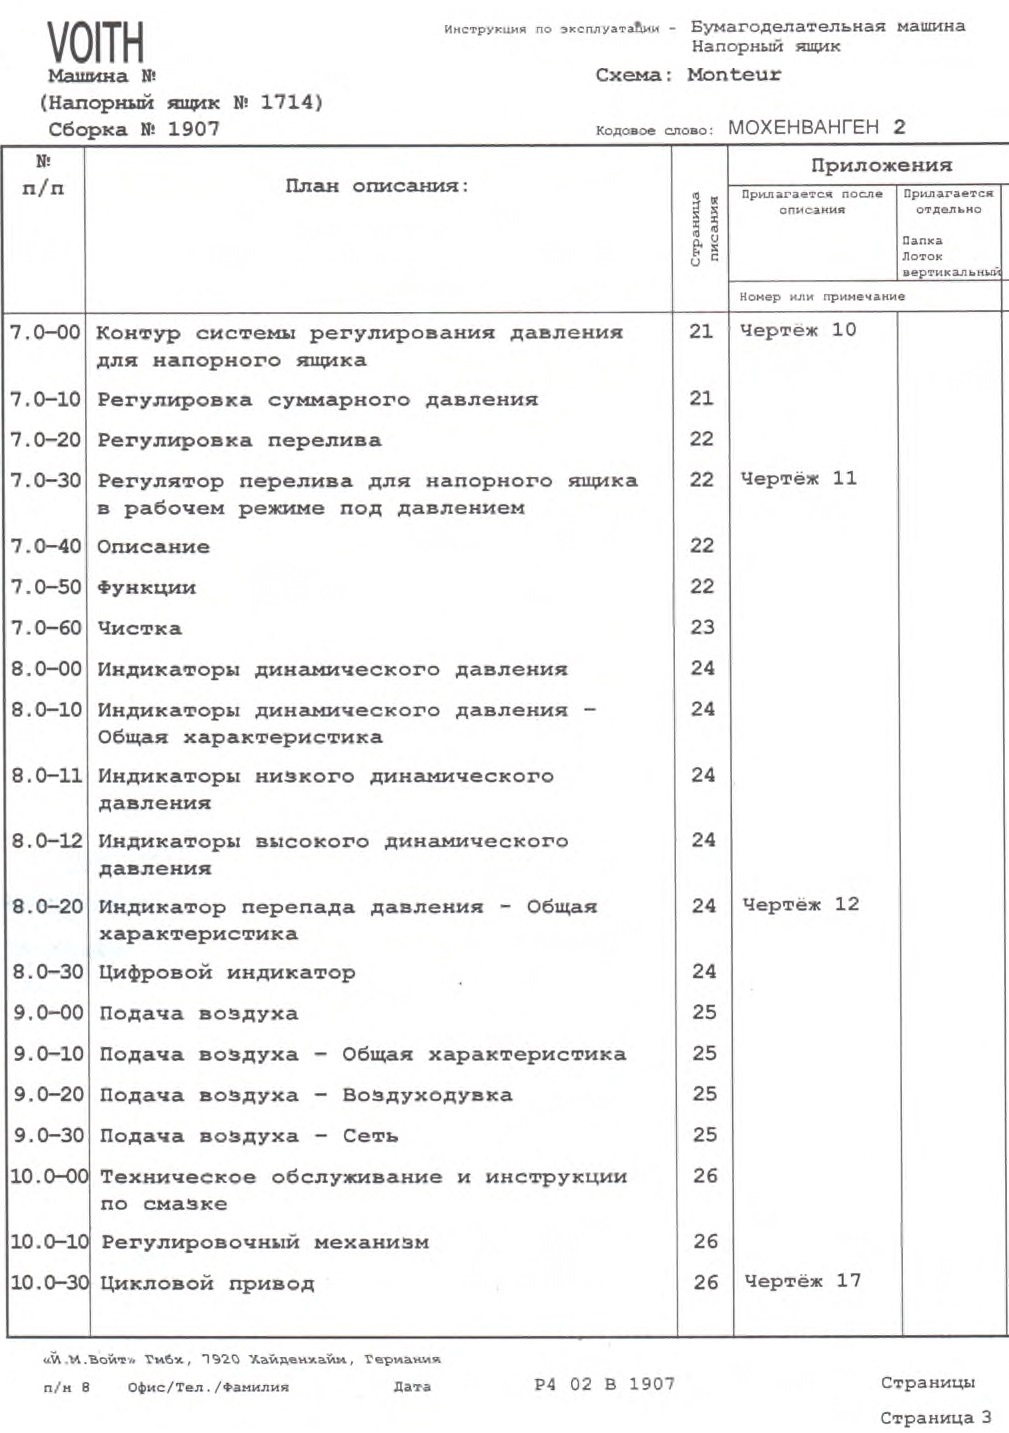 VOITH
Инструкция по эксплуатации – Бумагоделательная машина
Напорный ящик
Машина №
Схема: Monteur
(Напорный ящик № 1714)
Сборка № 1907
Кодовое слово: МОХЕНВАНГЕН 2
№ п/п
План описания:
Страница писания
Приложения
Прилагается после описания
Прилагается отдельно
Папка
Лоток
вертикальный
Номер или примечание
7.0–00 Контур системы регулирования давления 21 Чертёж 10
для напорного ящика
7.0–10 Регулировка суммарного давления 21
7.0–20 Регулировка перелива 22
7.0–30 Регулятор перелива для напорного ящика 22 Чертёж 11
в рабочем режиме под давлением
7.0–40 Описание 22
7.0–50 Функции 22
7.0–60 Чистка 23
8.0–00 Индикаторы динамического давления 24
8.0–10 Индикаторы динамического давления – 24
Общая характеристика
8.0–11 Индикаторы низкого динамического 24
давления
8.0–12 Индикаторы высокого динамического 24
давления
8.0–20 Индикатор перепада давления – Общая 24 Чертёж 12
характеристика
8.0–30 Цифровой индикатор 24
9.0–00 Подача воздуха 25
9.0–10 Подача воздуха – Общая характеристика 25
9.0–20 Подача воздуха – Воздуходувка 25
9.0–30 Подача воздуха – Сеть 25
10.0–00 Техническое обслуживание и инструкции 26
по смазке
10.0–10 Регулировочный механизм 26
10.0–30 Цикловой привод 26 Чертёж 17
«Й.М.Войт» Гмбх, 7920 Хайденхайм, Германия
п/н 8 Офис/Тел./Фамилия Дата P4 02 B 1907 Страницы
Страница 3